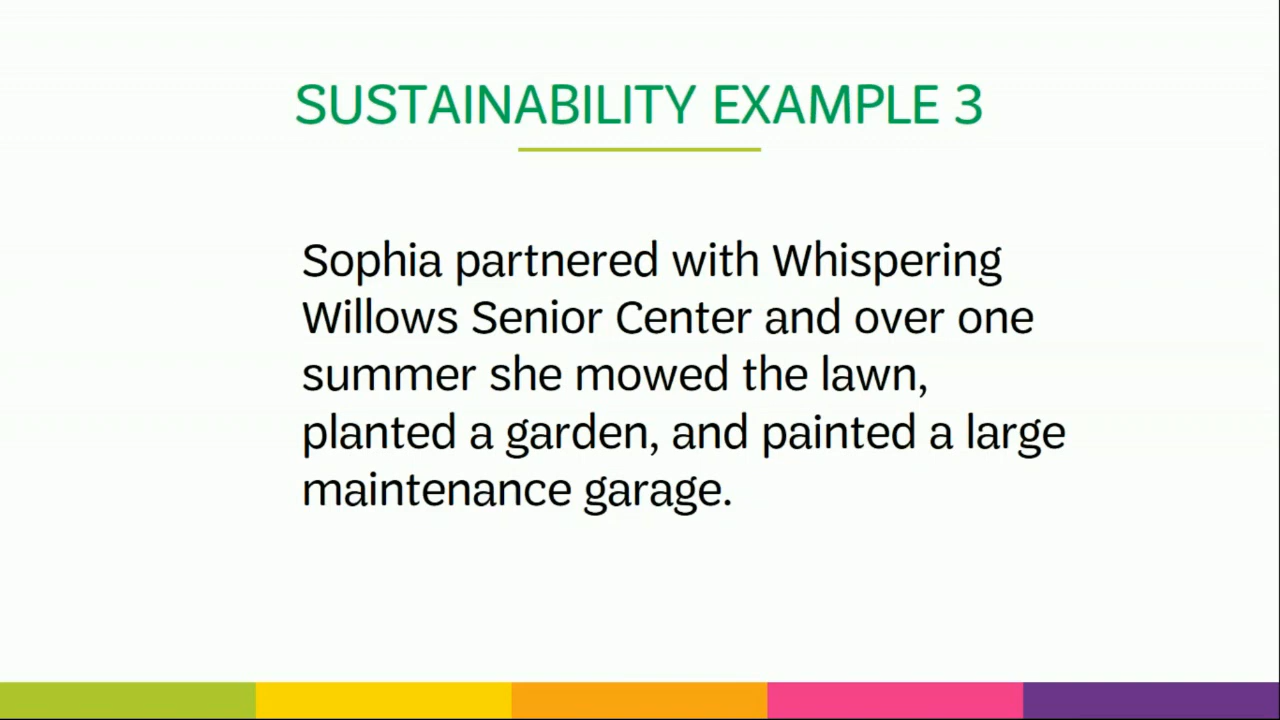 SUSTAINABILITY EXAMPLE 3
Sophia partnered with Whispering
Willows Senior Center and over one
summer she mowed the lawn,
planted a garden, and painted a large
maintenance garage.